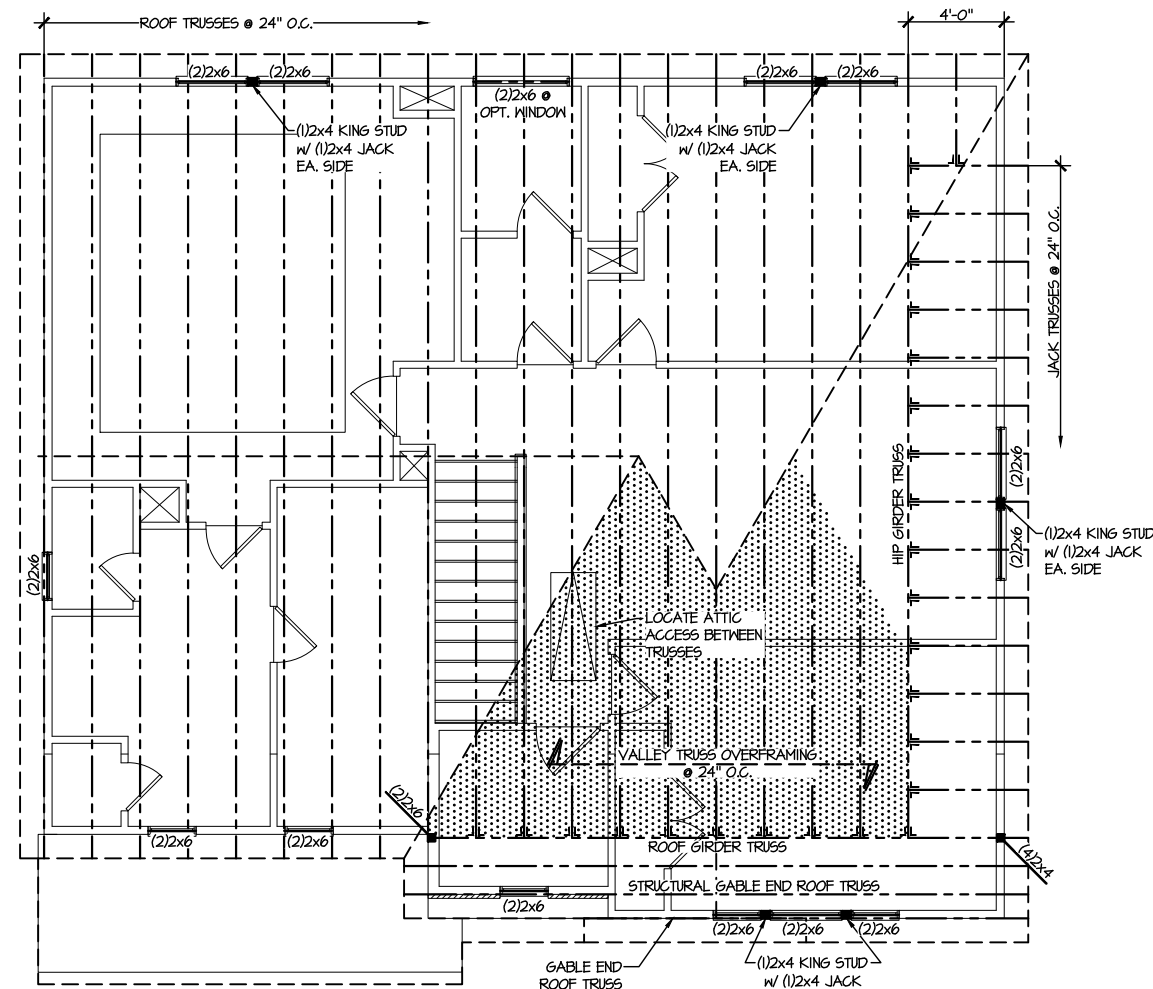 ROOF TRUSSES @ 24" O.C.
4'-0"
(2)2x6
(2)2x6
(2)2x6 @
OPT. WINDOW
(2)2x6
(2)2x6
(1)2x4 KING STUD
W/ (1)2x4 JACK
EA. SIDE
(1)2x4 KING STUD
W/ (1)2x4 JACK
EA. SIDE
JACK TRUSSES @ 24" O.C.
HIP GIRDER TRUSS
(2)2x6
(2)2x6
(1)2x4 KING STUD
W/ (1)2x4 JACK
EA. SIDE
(2)2x6
LOCATE ATTIC
ACCESS BETWEEN
TRUSSES
VALLEY TRUSS OVERFRAMING
@ 24" O.C.
(2)2x6
(2)2x6
(2)2x6
ROOF GIRDER TRUSS
(4)2x4
STRUCTURAL GABLE END ROOF TRUSS
(2)2x6
(2)2x6
(2)2x6
(2)2x6
GABLE END
ROOF TRUSS
(1)2x4 KING STUD
W/ (1)2x4 JACK